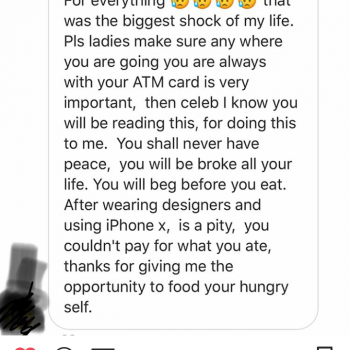 For everything 😥😥😥😥 that
was the biggest shock of my life.
Pls ladies make sure any where
you are going you are always
with your ATM card is very
important,  then celeb I know you
will be reading this, for doing this
to me.  You shall never have
peace,  you will be broke all your
life. You will beg before you eat.
After wearing designers and
using iPhone x,  is a pity,  you
couldn't pay for what you ate,
thanks for giving me the
opportunity to food your hungry
self.